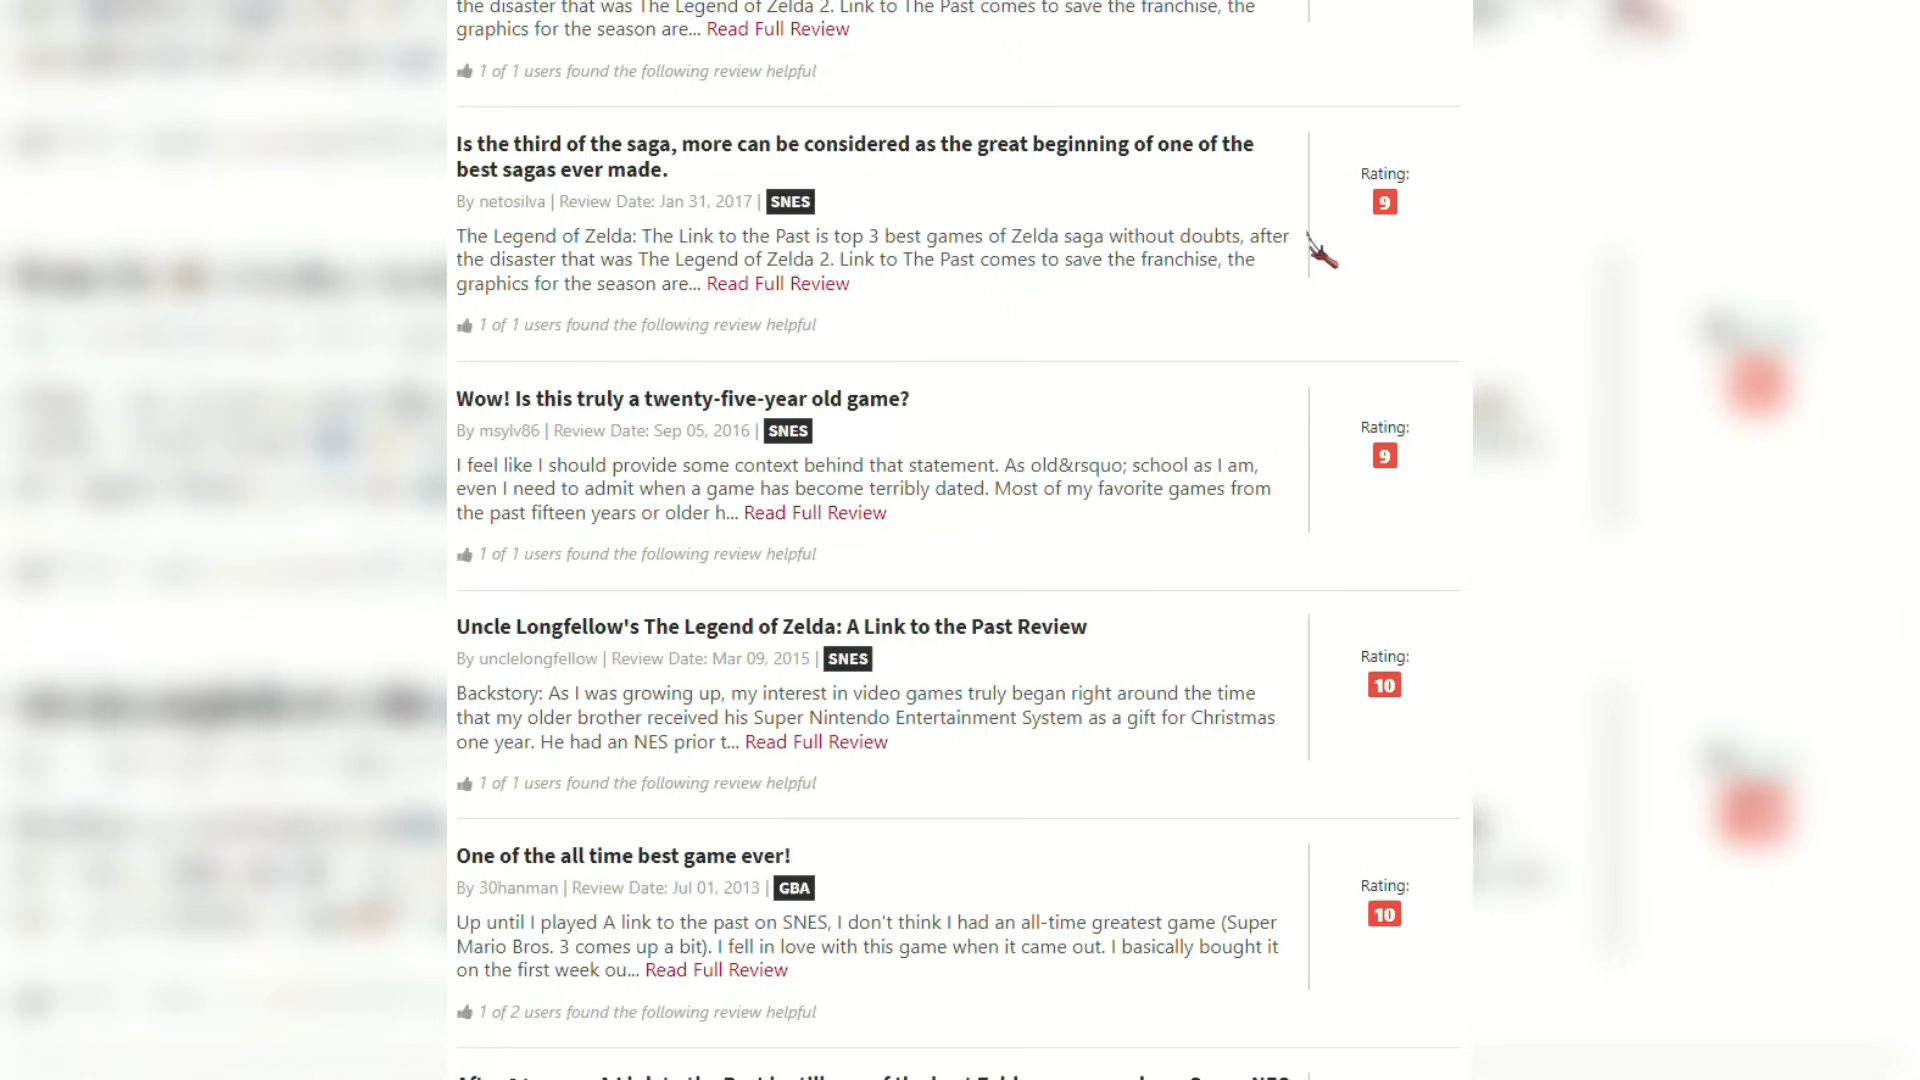 the disaster that was The Legend of Zelda 2. Link to The Past comes to save the franchise, the
graphics for the season are... Read Full Review
1 of 1 users found the following review helpful
Is the third of the saga, more can be considered as the great beginning of one of the
best sagas ever made.
By netosilva | Review Date: Jan 31, 2017 | SNES
Rating:
9
The Legend of Zelda: The Link to the Past is top 3 best games of Zelda saga without doubts, after
the disaster that was The Legend of Zelda 2. Link to The Past comes to save the franchise, the
graphics for the season are... Read Full Review
1 of 1 users found the following review helpful
Wow! Is this truly a twenty-five-year old game?
By msylv86 | Review Date: Sep 05, 2016 | SNES
Rating:
9
I feel like I should provide some context behind that statement. As old&rsquo; school as I am,
even I need to admit when a game has become terribly dated. Most of my favorite games from
the past fifteen years or older h... Read Full Review
1 of 1 users found the following review helpful
Uncle Longfellow's The Legend of Zelda: A Link to the Past Review
By unclelongfellow | Review Date: Mar 09, 2015 | SNES
Rating:
10
Backstory: As I was growing up, my interest in video games truly began right around the time
that my older brother received his Super Nintendo Entertainment System as a gift for Christmas
one year. He had an NES prior t... Read Full Review
1 of 1 users found the following review helpful
One of the all time best game ever!
By 30hanman | Review Date: Jul 01, 2013 | GBA
Rating:
10
Up until I played A link to the past on SNES, I don't think I had an all-time greatest game (Super
Mario Bros. 3 comes up a bit). I fell in love with this game when it came out. I basically bought it
on the first week ou... Read Full Review
1 of 2 users found the following review helpful